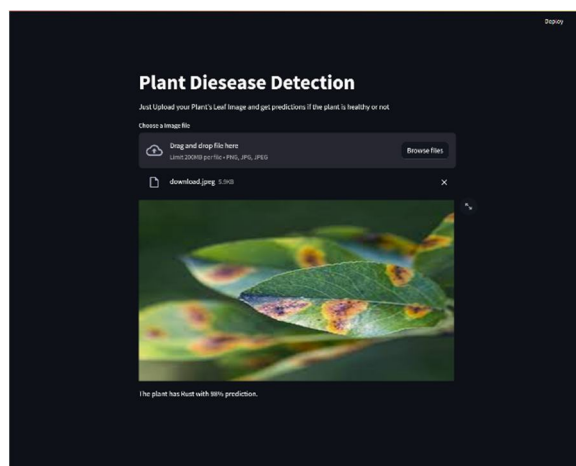 Deploy
Plant Diesease Detection
Just Upload your Plant's Leaf Image and get predictions if the plant is healthy or not
Choose a Image file
Drag and drop file here
Limit 200MB per file • PNG, JPG, JPEG
Browse files
download.jpeg 5.9KB
The plant has Rust with 98% prediction.